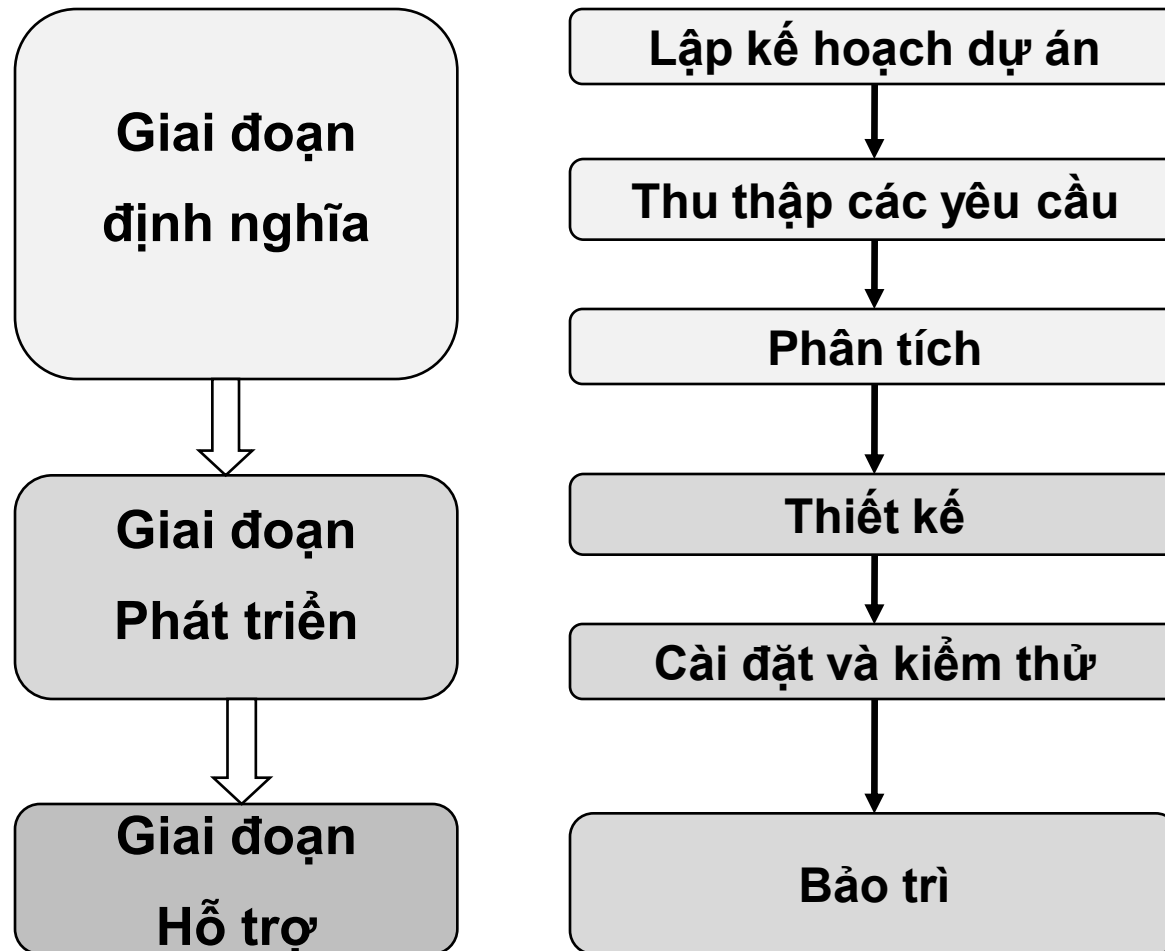 Giai đoạn
định nghĩa
Giai đoạn
Phát triển
Giai đoạn
Hỗ trợ
Lập kế hoạch dự án
Thu thập các yêu cầu
Phân tích
Thiết kế
Cài đặt và kiểm thử
Bảo trì